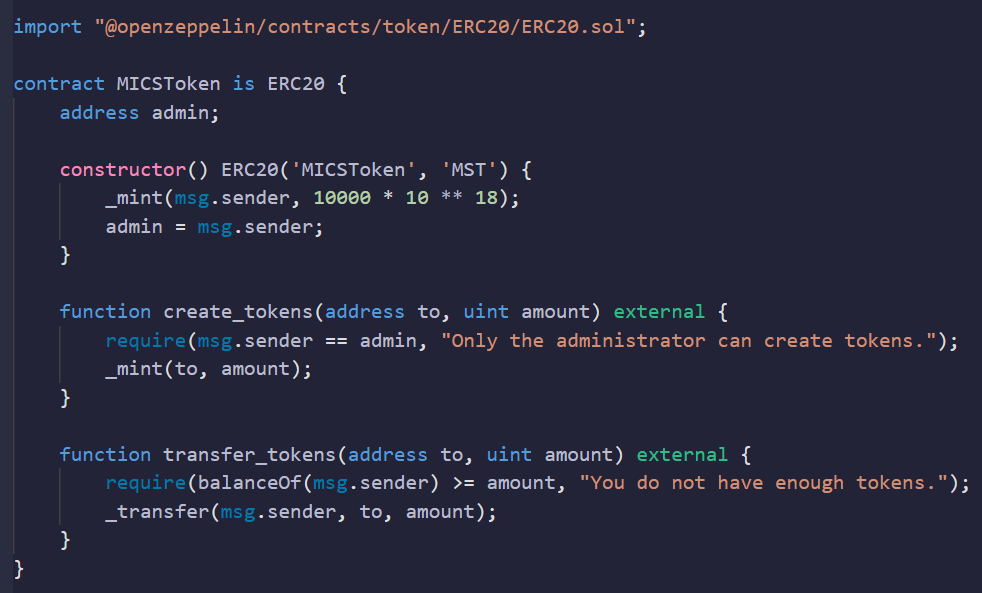 import "@openzeppelin/contracts/token/ERC20/ERC20.sol";

contract MICSToken is ERC20 {
    address admin;

    constructor() ERC20('MICSToken', 'MST') {
        _mint(msg.sender, 10000 * 10 ** 18);
        admin = msg.sender;
    }

    function create_tokens(address to, uint amount) external {
        require(msg.sender == admin, "Only the administrator can create tokens.");
        _mint(to, amount);
    }

    function transfer_tokens(address to, uint amount) external {
        require(balanceOf(msg.sender) >= amount, "You do not have enough tokens.");
        _transfer(msg.sender, to, amount);
    }
}